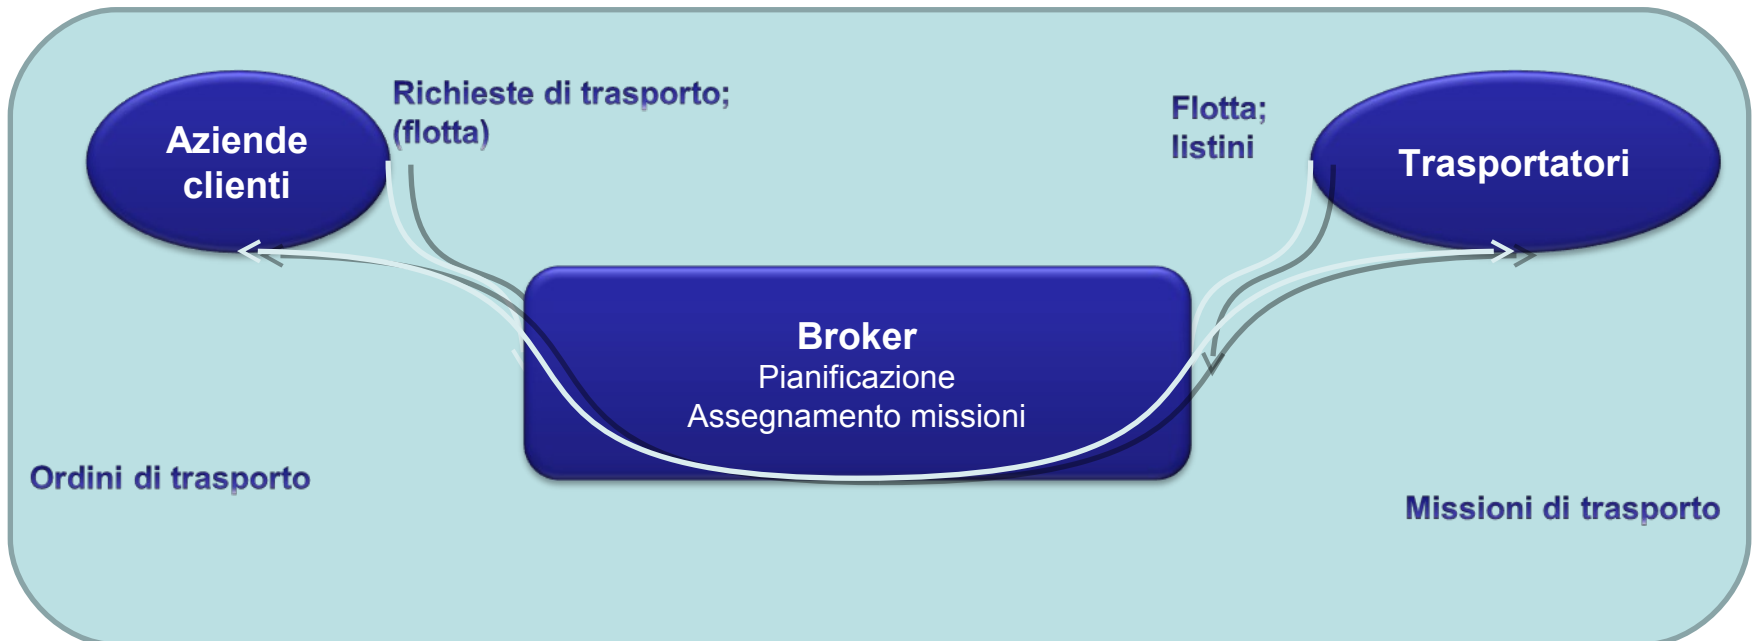 Richieste di trasporto;
(flotta)
Flotta;
listini
Aziende
clienti
Trasportatori
Broker
Pianificazione
Assegnamento missioni
Ordini di trasporto
Missioni di trasporto